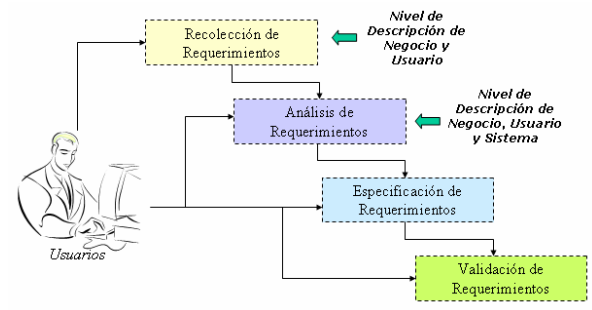 Recolección de
Requerimientos
Nivel de
Descripción de
Negocio y
Usuario
Análisis de
Requerimientos
Nivel de
Descripción de
Negocio, Usuario
y Sistema
Especificación de
Requerimientos
Usuarios
Validación de
Requerimientos